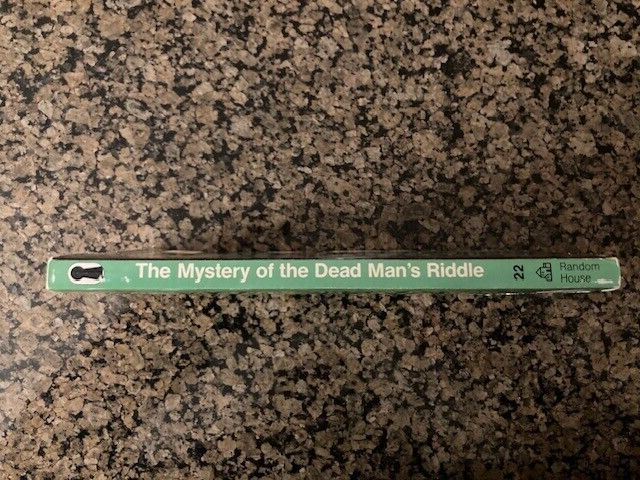 The Mystery of the Dead Man's Riddle
22
Random
House